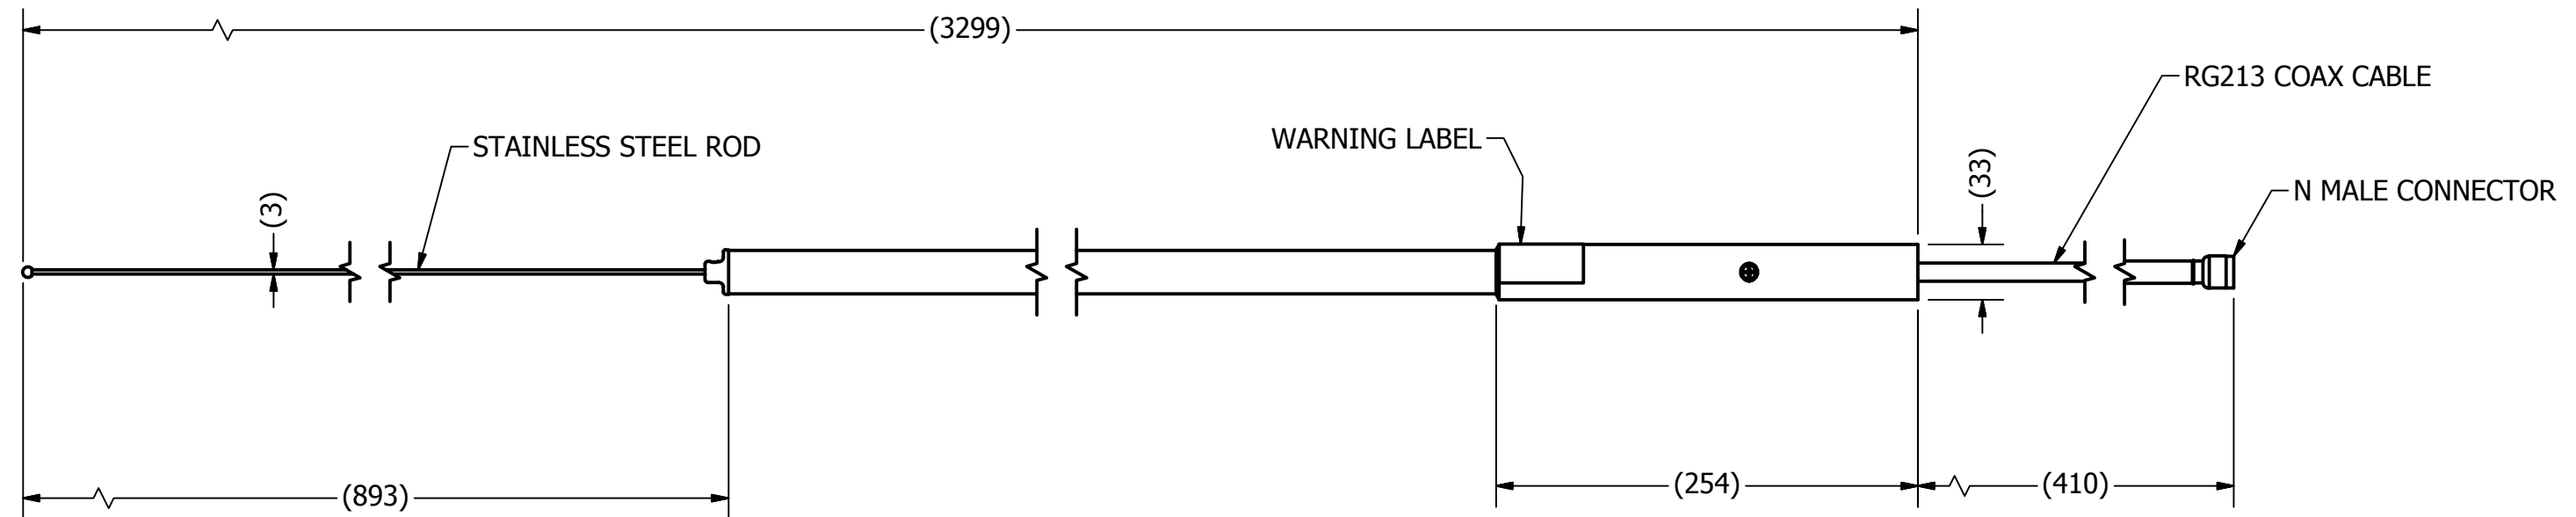 (3299)
RG213 COAX CABLE
STAINLESS STEEL ROD
WARNING LABEL
(3)
(33)
N MALE CONNECTOR
(893)
(254)
(410)